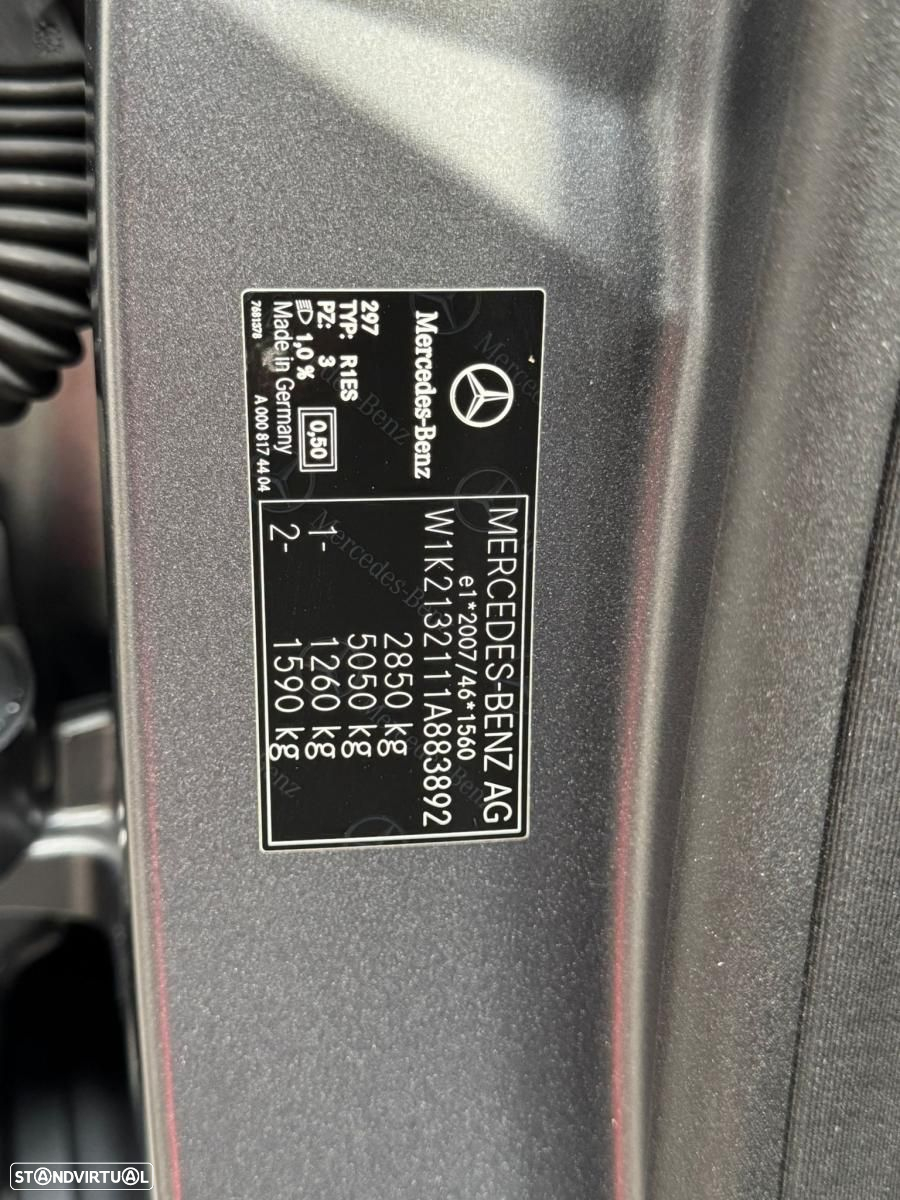 MERCEDES-BENZ AG
e1*2007/46*1560
W1K2132111A883892
2850 kg
5050 kg
1- 1260 kg
2- 1590 kg
Mercedes-Benz
297
TYP: R1ES
PZ: 3
1,0 % 0,50
Made in Germany
7681378 A 000 817 44 04
STANDVIRTUAL